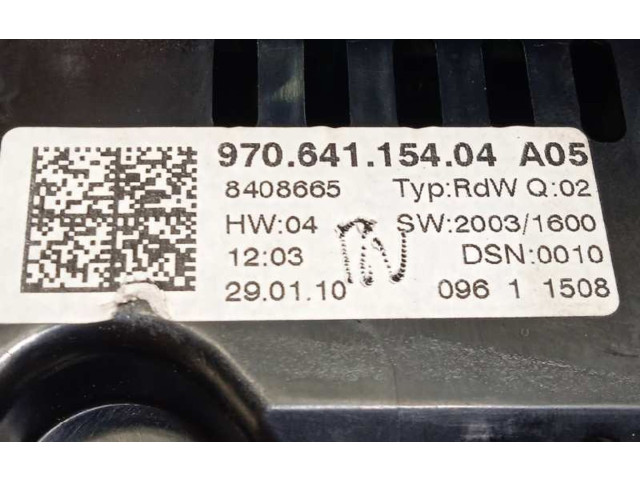 970.641.154.04 A05
8408665 Typ:RdW Q:02
HW:04 SW:2003/1600
12:03 DSN:0010
29.01.10 096 1 1508